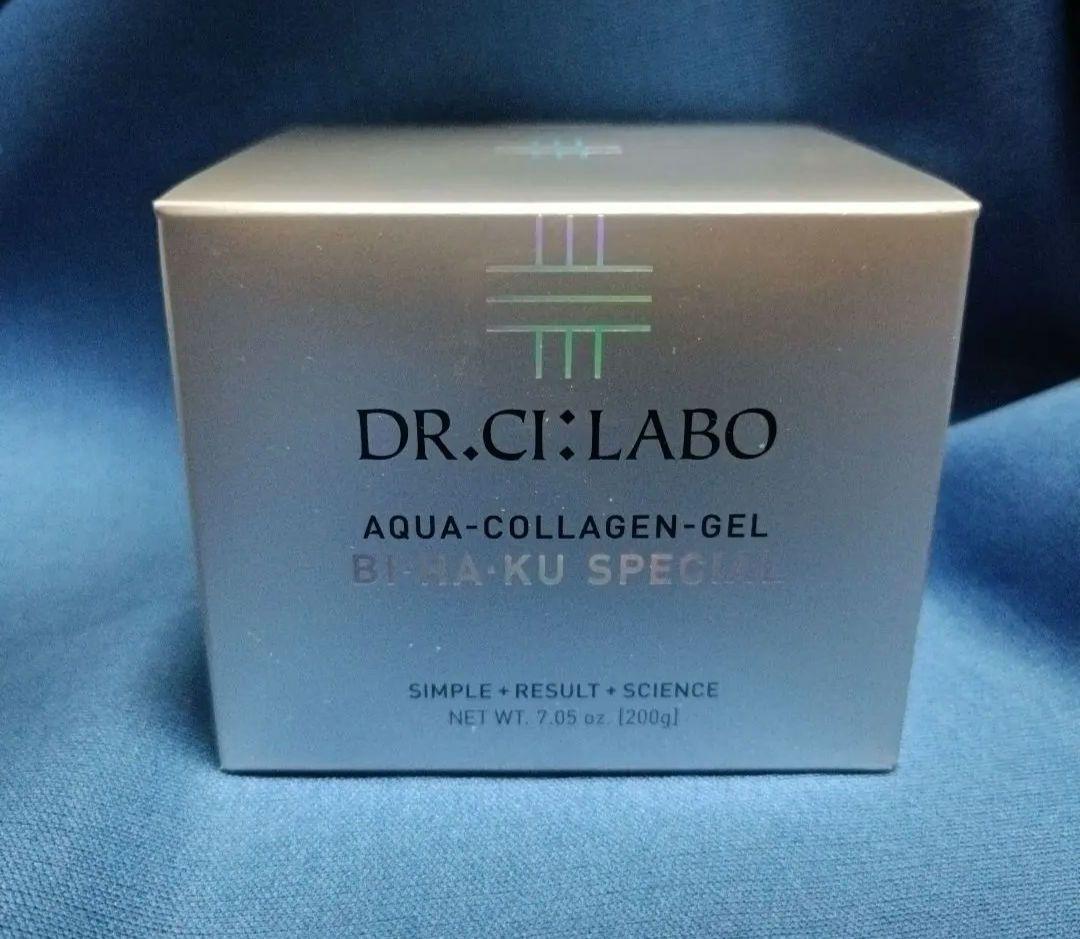 DR.CI:LABO
AQUA-COLLAGEN-GEL
BI·HA·KU SPECIAL
SIMPLE + RESULT + SCIENCE
NET WT. 7.05 oz. [200g]